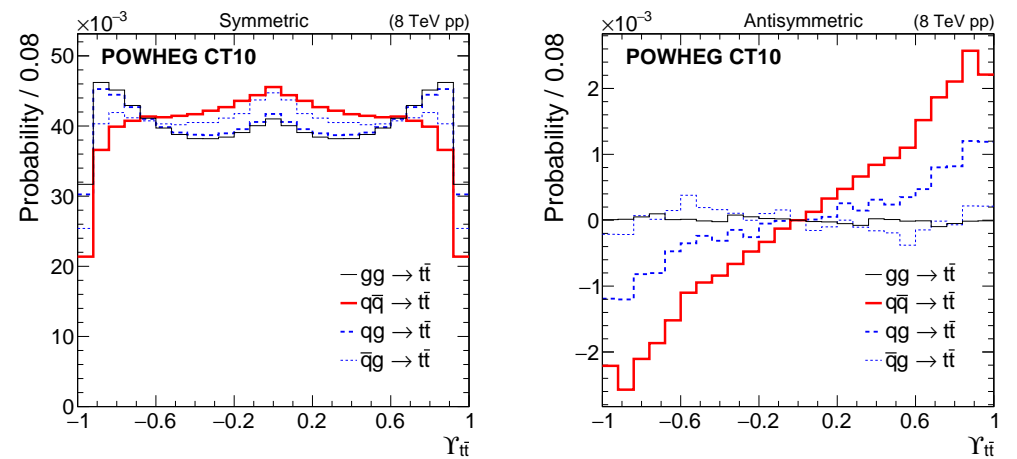 ×10⁻³ Symmetric (8 TeV pp)
POWHEG CT10
Probability / 0.08
50
40
30
20
10
0
gg → tt̄
qq̄ → tt̄
qg → tt̄
q̄g → tt̄
−1 −0.6 −0.2 0.2 0.6 1
ϒtt̄
×10⁻³ Antisymmetric (8 TeV pp)
POWHEG CT10
Probability / 0.08
2
1
0
−1
−2
gg → tt̄
qq̄ → tt̄
qg → tt̄
q̄g → tt̄
−1 −0.6 −0.2 0.2 0.6 1
ϒtt̄